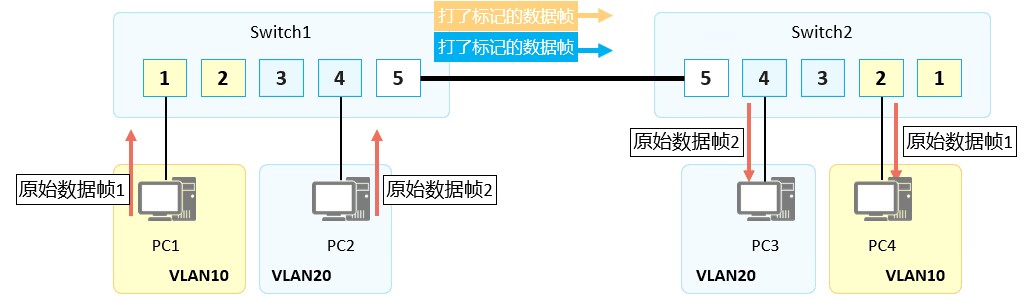 打了标记的数据帧
Switch1
Switch2
打了标记的数据帧
1 2 3 4 5
5 4 3 2 1
原始数据帧2
原始数据帧1
原始数据帧1
原始数据帧2
PC1
PC2
PC3
PC4
VLAN10
VLAN20
VLAN20
VLAN10